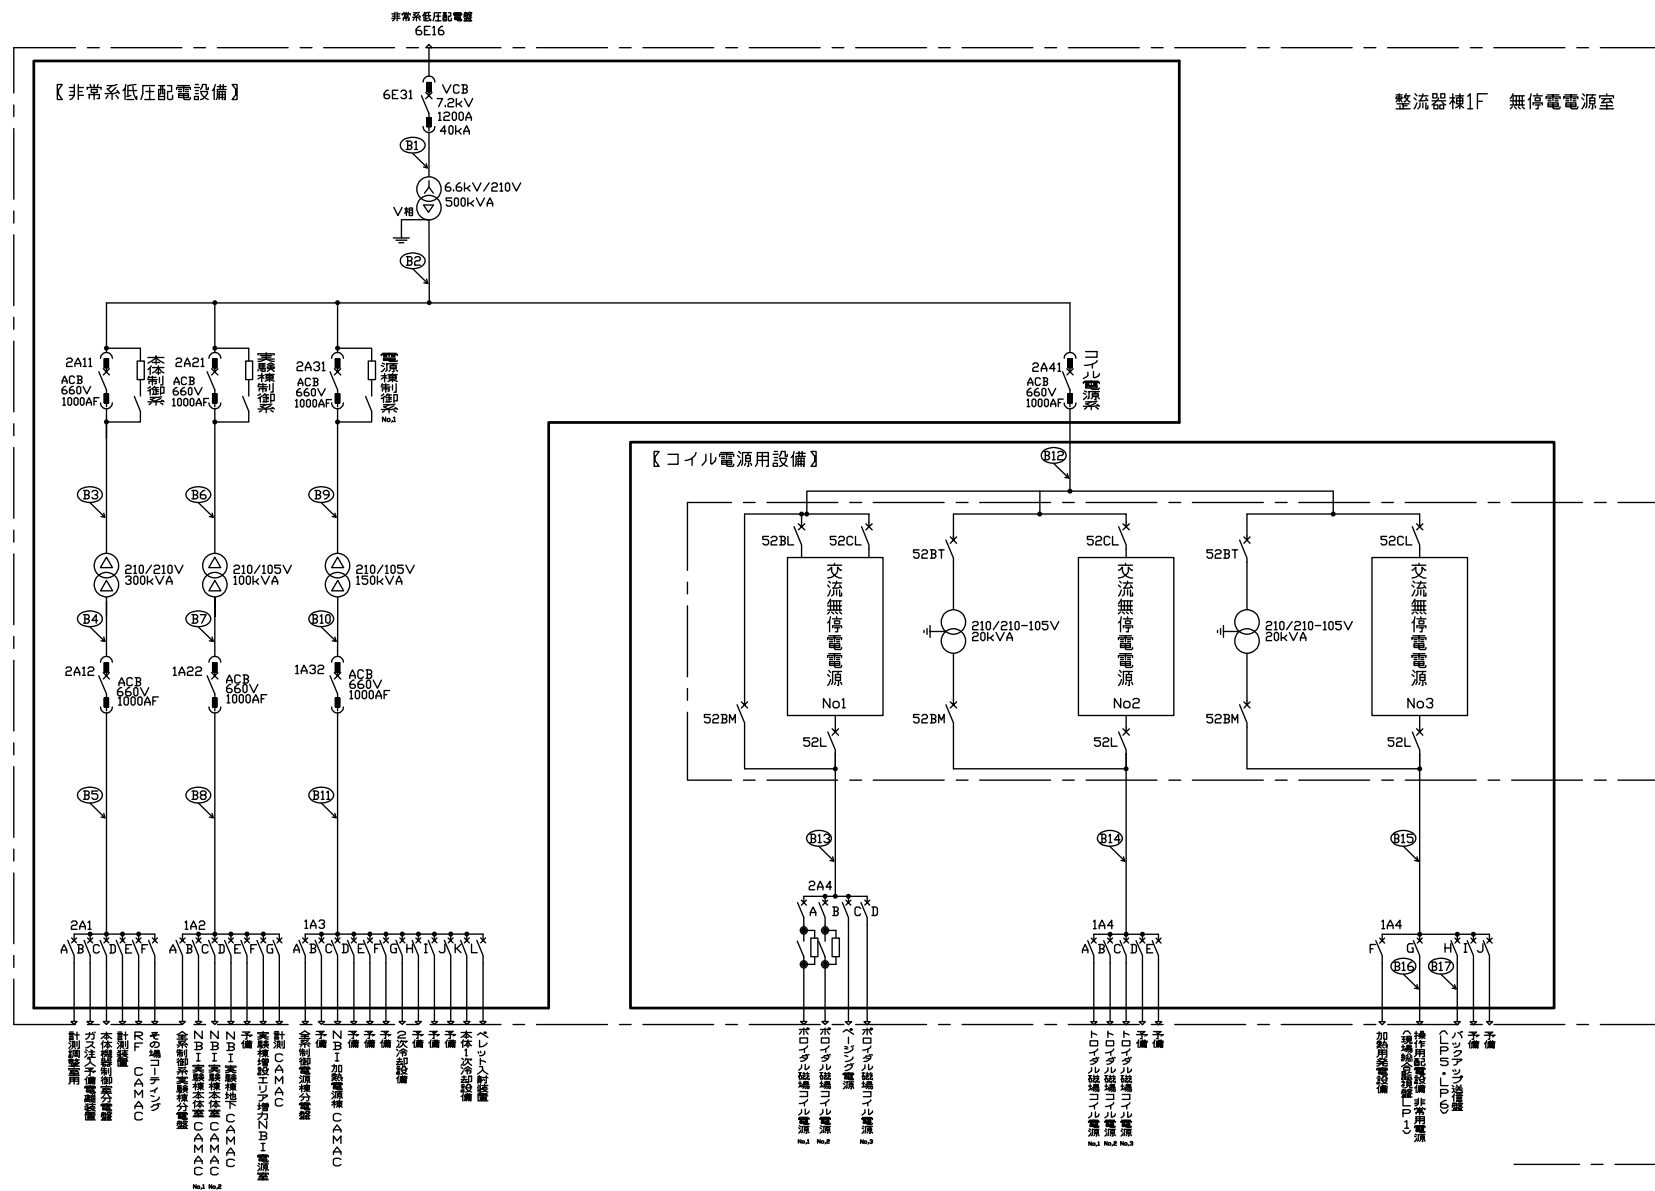 非常系低圧配電盤
6E16
【非常系低圧配電設備】
整流器棟1F　無停電電源室
6E31
VCB
7.2kV
1200A
40kA
B1
6.6kV/210V
500kVA
V相
B2
2A11
ACB
660V
1000AF
本体制御系
2A21
ACB
660V
1000AF
実験棟制御系
2A31
ACB
660V
1000AF
電源棟制御系
No.1
2A41
ACB
660V
1000AF
コイル電源系
B3
B6
B9
210/210V
300kVA
210/105V
100kVA
210/105V
150kVA
B4
B7
B10
2A12
ACB
660V
1000AF
1A22
ACB
660V
1000AF
1A32
ACB
660V
1000AF
B5
B8
B11
【コイル電源用設備】
B12
52BL
52CL
52BT
52CL
52BT
52CL
交流無停電電源
No1
210/210-105V
20kVA
交流無停電電源
No2
210/210-105V
20kVA
交流無停電電源
No3
52BM
52L
52BM
52L
52BM
52L
B13
B14
B15
2A1
A
B
C
D
E
F
計測調整室用
ガス注入予備電離装置
本体機器制御室分電盤
計測装置
RF CAMAC
その場コーティング
1A2
A
B
C
D
E
F
G
全系制御系実験棟分電盤
NBI実験棟本体室CAMAC
No.1
NBI実験棟本体室CAMAC
No.2
NBI実験棟地下CAMAC
予備
実験棟増設エリア増力NBI電源室
計測CAMAC
1A3
A
B
C
D
E
F
G
H
I
J
K
L
全系制御電源棟分電盤
予備
NBI加熱電源棟CAMAC
予備
予備
予備
2次冷却設備
予備
予備
予備
本体1次冷却設備
ペレット入射装置
2A4
A
B
C
D
ポロイダル磁場コイル電源
No.1
ポロイダル磁場コイル電源
No.2
ページング電源
ポロイダル磁場コイル電源
No.3
1A4
A
B
C
D
E
トロイダル磁場コイル電源
No.1
トロイダル磁場コイル電源
No.2
トロイダル磁場コイル電源
No.3
予備
予備
1A4
F
G
H
I
J
B16
B17
加熱用発電設備
操作用配電設備 非常用電源
(現場総合監視盤LP1)
バックアップ送信盤
(LP5・LP6)
予備
予備